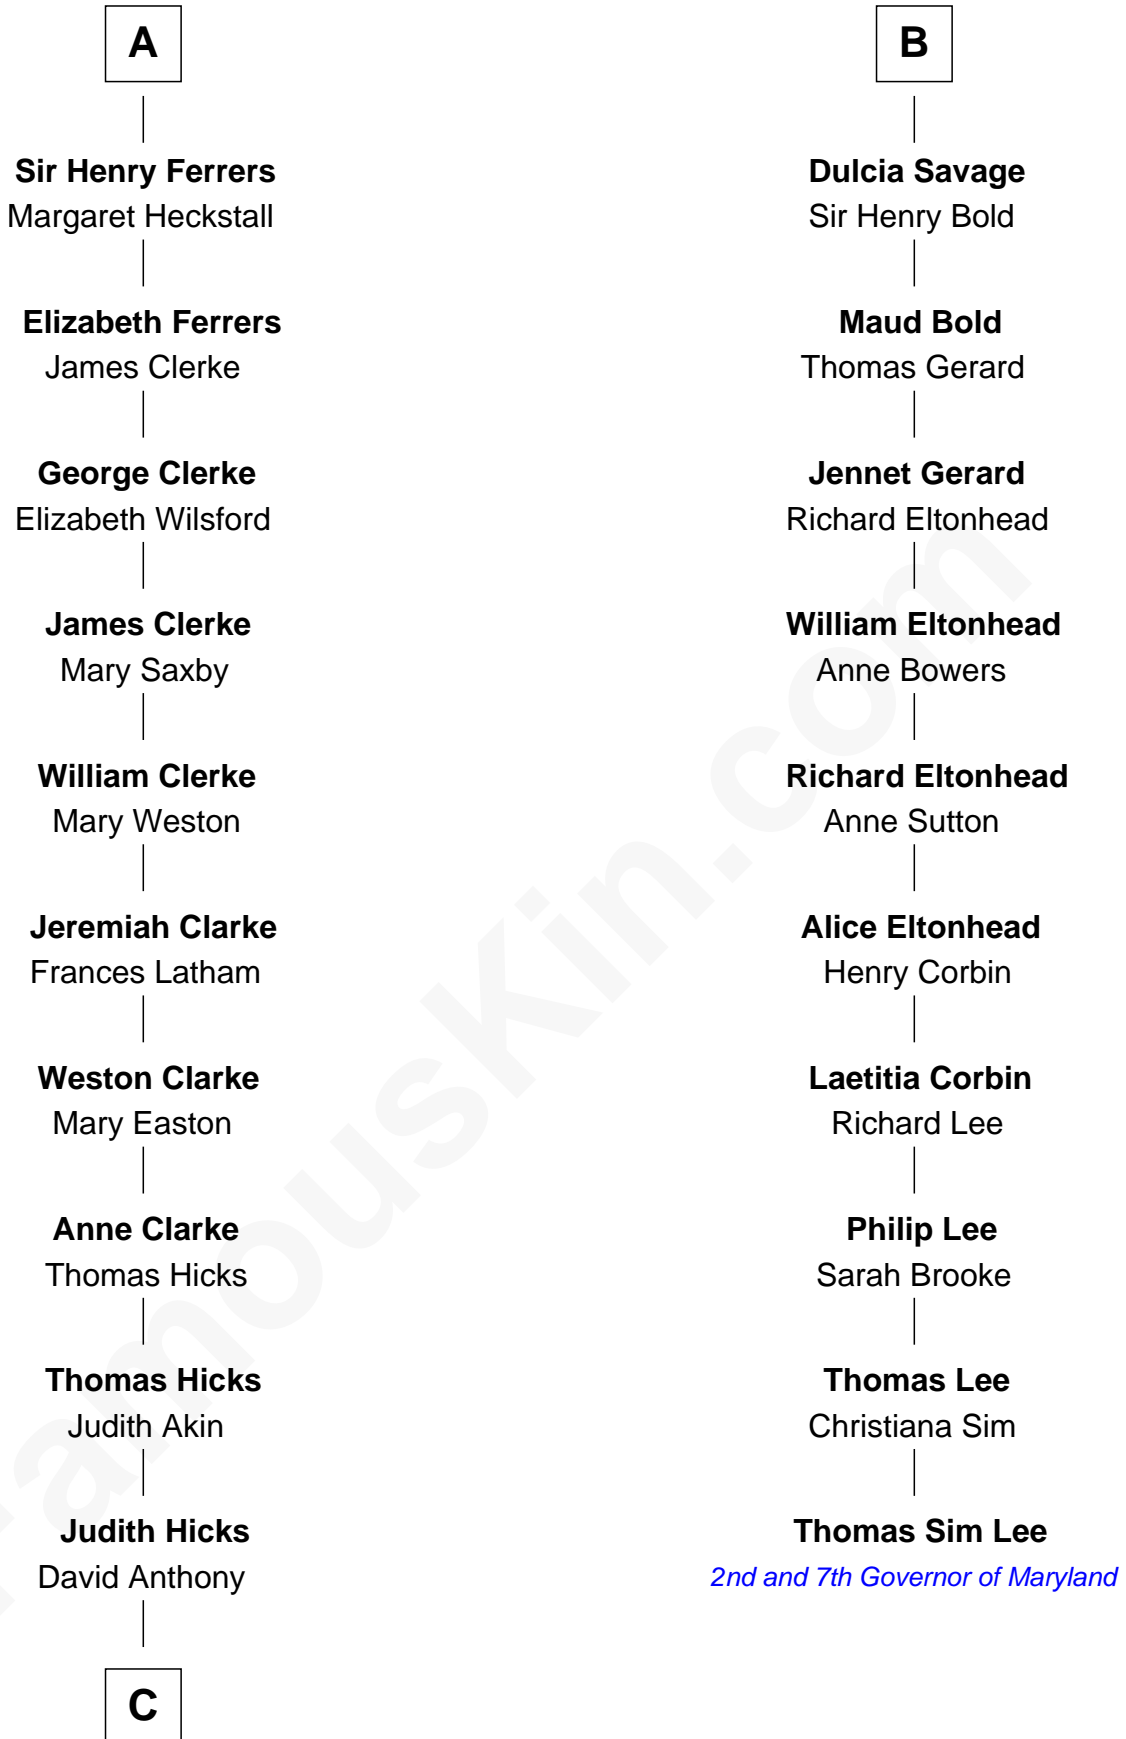 A
Sir Henry Ferrers
Margaret Heckstall
Elizabeth Ferrers
James Clerke
George Clerke
Elizabeth Wilsford
James Clerke
Mary Saxby
William Clerke
Mary Weston
Jeremiah Clarke
Frances Latham
Weston Clarke
Mary Easton
Anne Clarke
Thomas Hicks
Thomas Hicks
Judith Akin
Judith Hicks
David Anthony
C
B
Dulcia Savage
Sir Henry Bold
Maud Bold
Thomas Gerard
Jennet Gerard
Richard Eltonhead
William Eltonhead
Anne Bowers
Richard Eltonhead
Anne Sutton
Alice Eltonhead
Henry Corbin
Laetitia Corbin
Richard Lee
Philip Lee
Sarah Brooke
Thomas Lee
Christiana Sim
Thomas Sim Lee
2nd and 7th Governor of Maryland
FamousKin.com